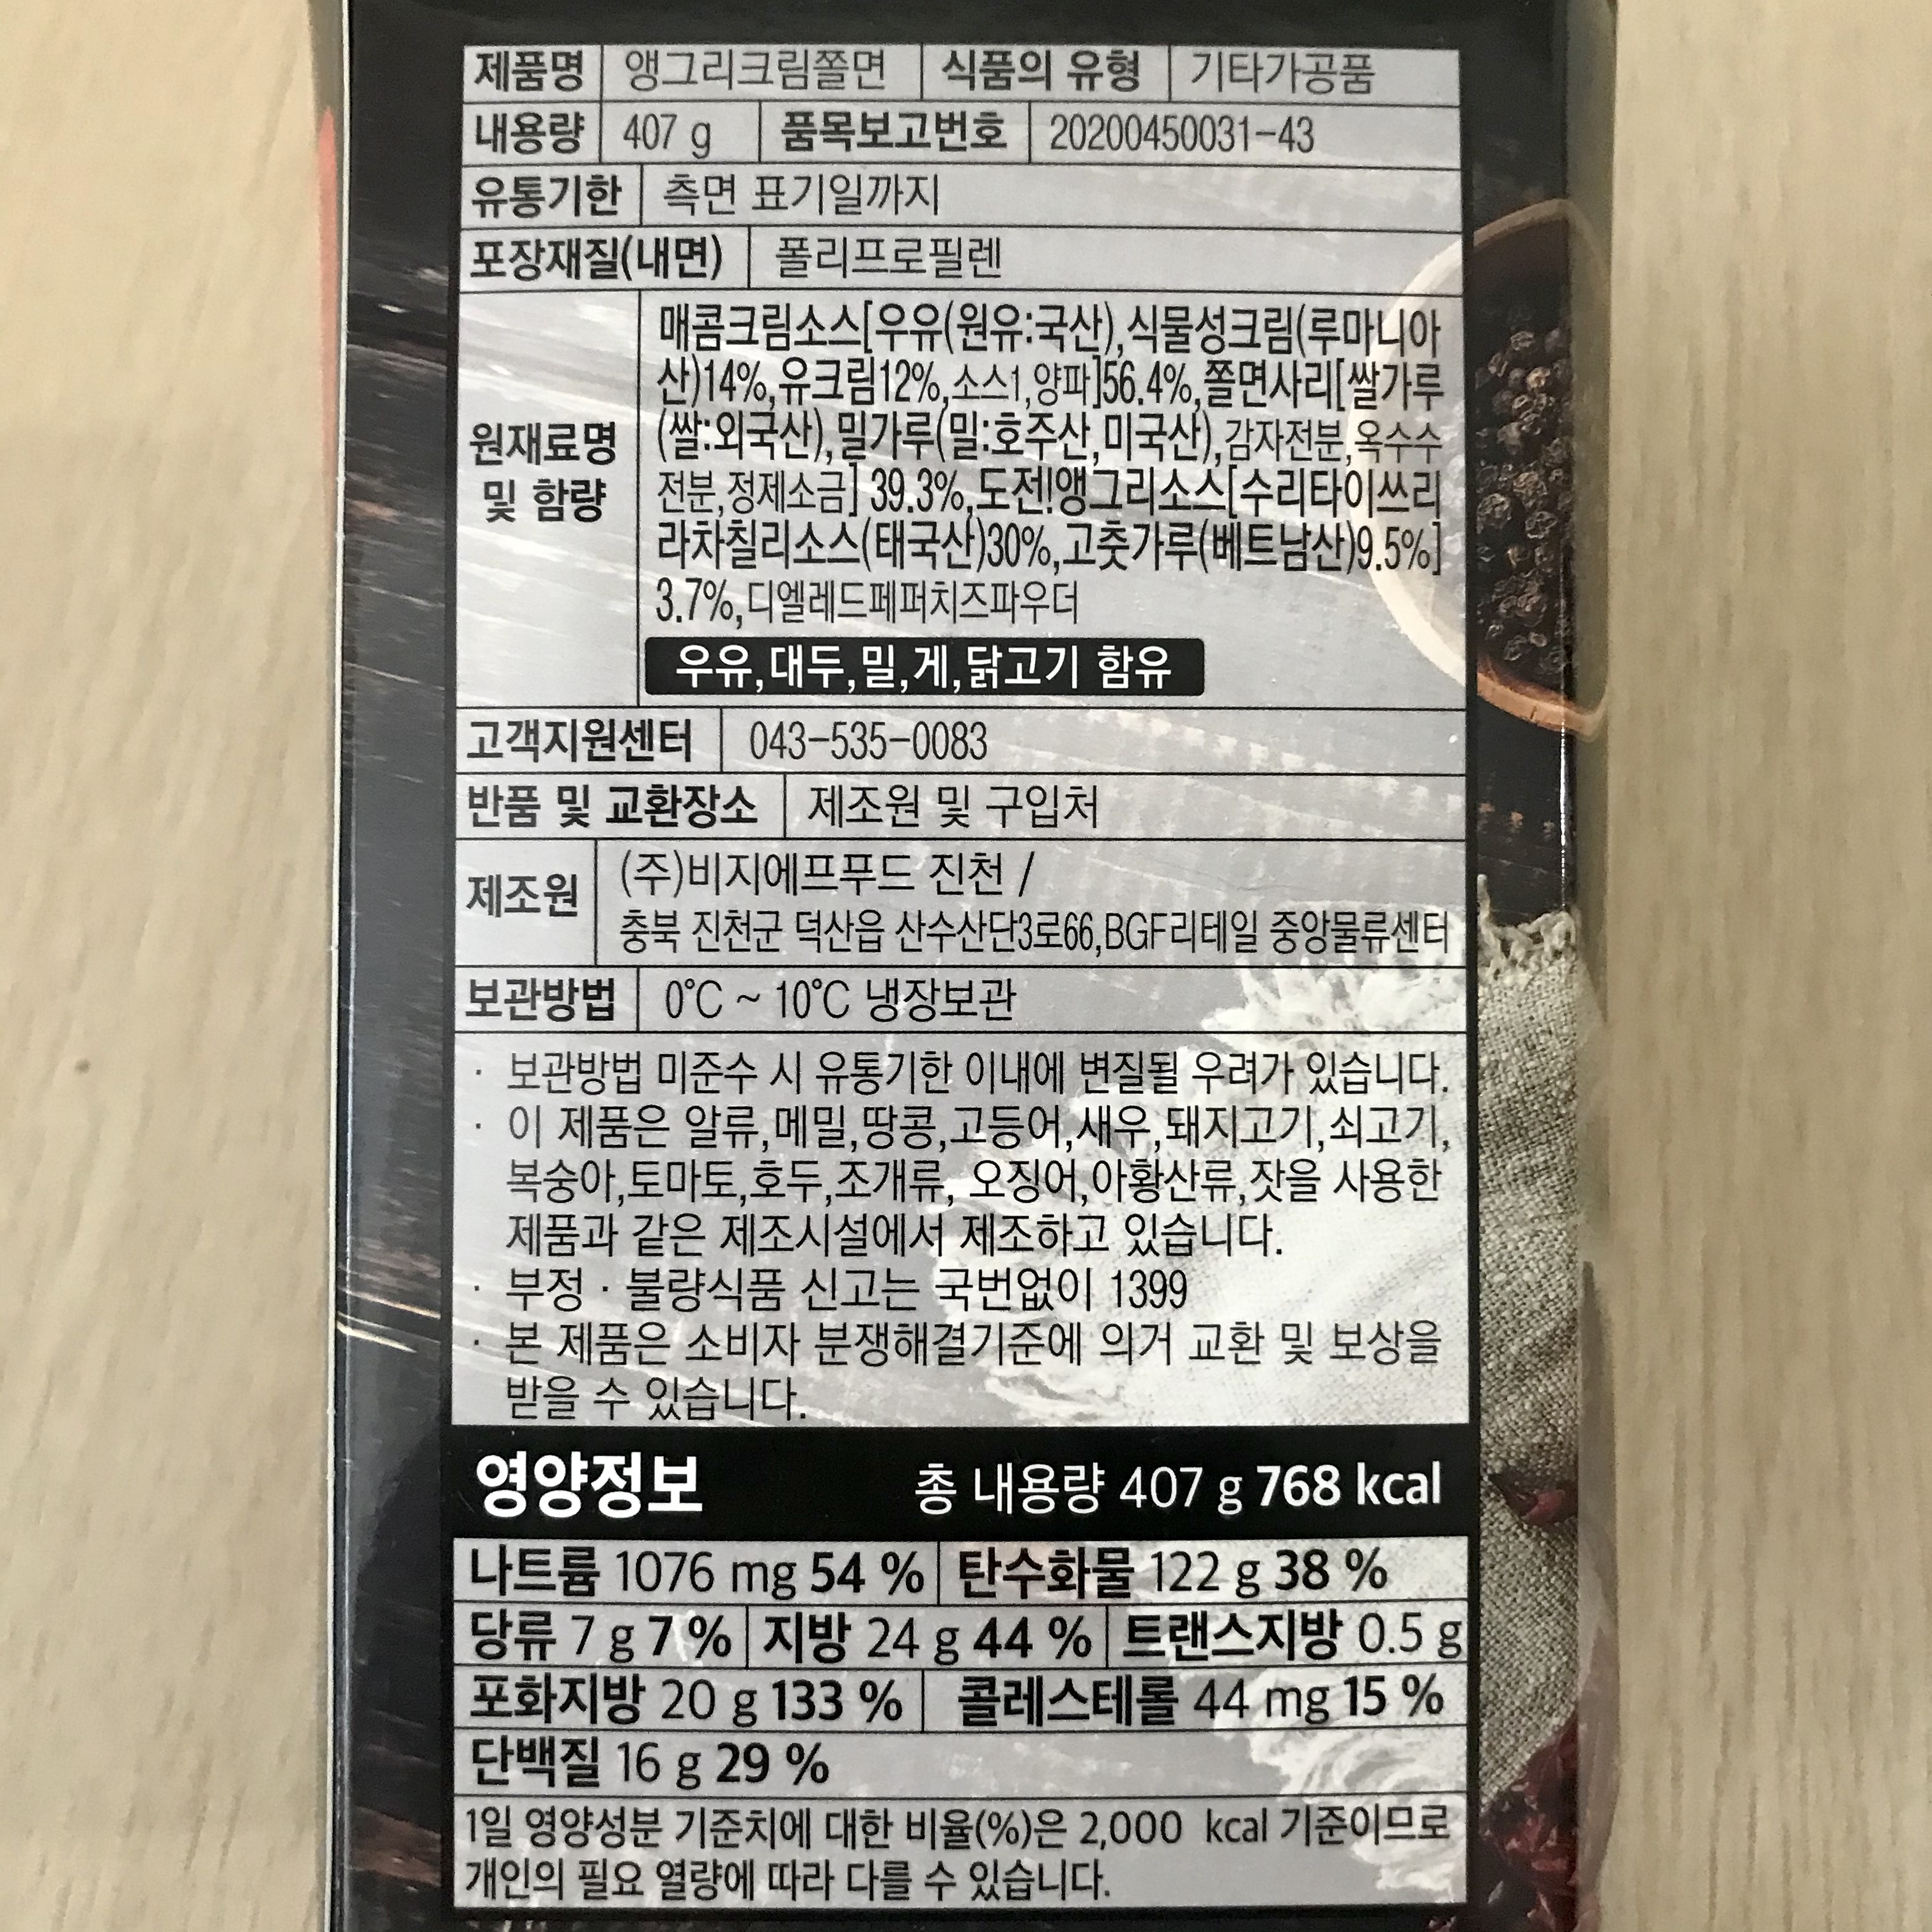 제품명 앵그리크림쫄면 식품의 유형 기타가공품
내용량 407 g 품목보고번호 20200450031-43
유통기한 측면 표기일까지
포장재질(내면) 폴리프로필렌
원재료명 및 함량
매콤크림소스[우유(원유:국산),식물성크림(루마니아
산)14%,유크림12%,소스1,양파]56.4%,쫄면사리[쌀가루
(쌀:외국산),밀가루(밀:호주산,미국산),감자전분,옥수수
전분,정제소금] 39.3%,도전!앵그리소스[수리타이쓰리
라차칠리소스(태국산)30%,고춧가루(베트남산)9.5%]
3.7%,디엘레드페퍼치즈파우더
우유,대두,밀,게,닭고기 함유
고객지원센터 043-535-0083
반품 및 교환장소 제조원 및 구입처
제조원 (주)비지에프푸드 진천 /
충북 진천군 덕산읍 산수산단3로66,BGF리테일 중앙물류센터
보관방법 0℃ ~ 10℃ 냉장보관
· 보관방법 미준수 시 유통기한 이내에 변질될 우려가 있습니다.
· 이 제품은 알류,메밀,땅콩,고등어,새우,돼지고기,쇠고기,
복숭아,토마토,호두,조개류, 오징어,아황산류,잣을 사용한
제품과 같은 제조시설에서 제조하고 있습니다.
· 부정 · 불량식품 신고는 국번없이 1399
· 본 제품은 소비자 분쟁해결기준에 의거 교환 및 보상을
받을 수 있습니다.
영양정보 총 내용량 407 g 768 kcal
나트륨 1076 mg 54 % 탄수화물 122 g 38 %
당류 7 g 7 % 지방 24 g 44 % 트랜스지방 0.5 g
포화지방 20 g 133 % 콜레스테롤 44 mg 15 %
단백질 16 g 29 %
1일 영양성분 기준치에 대한 비율(%)은 2,000 kcal 기준이므로
개인의 필요 열량에 따라 다를 수 있습니다.